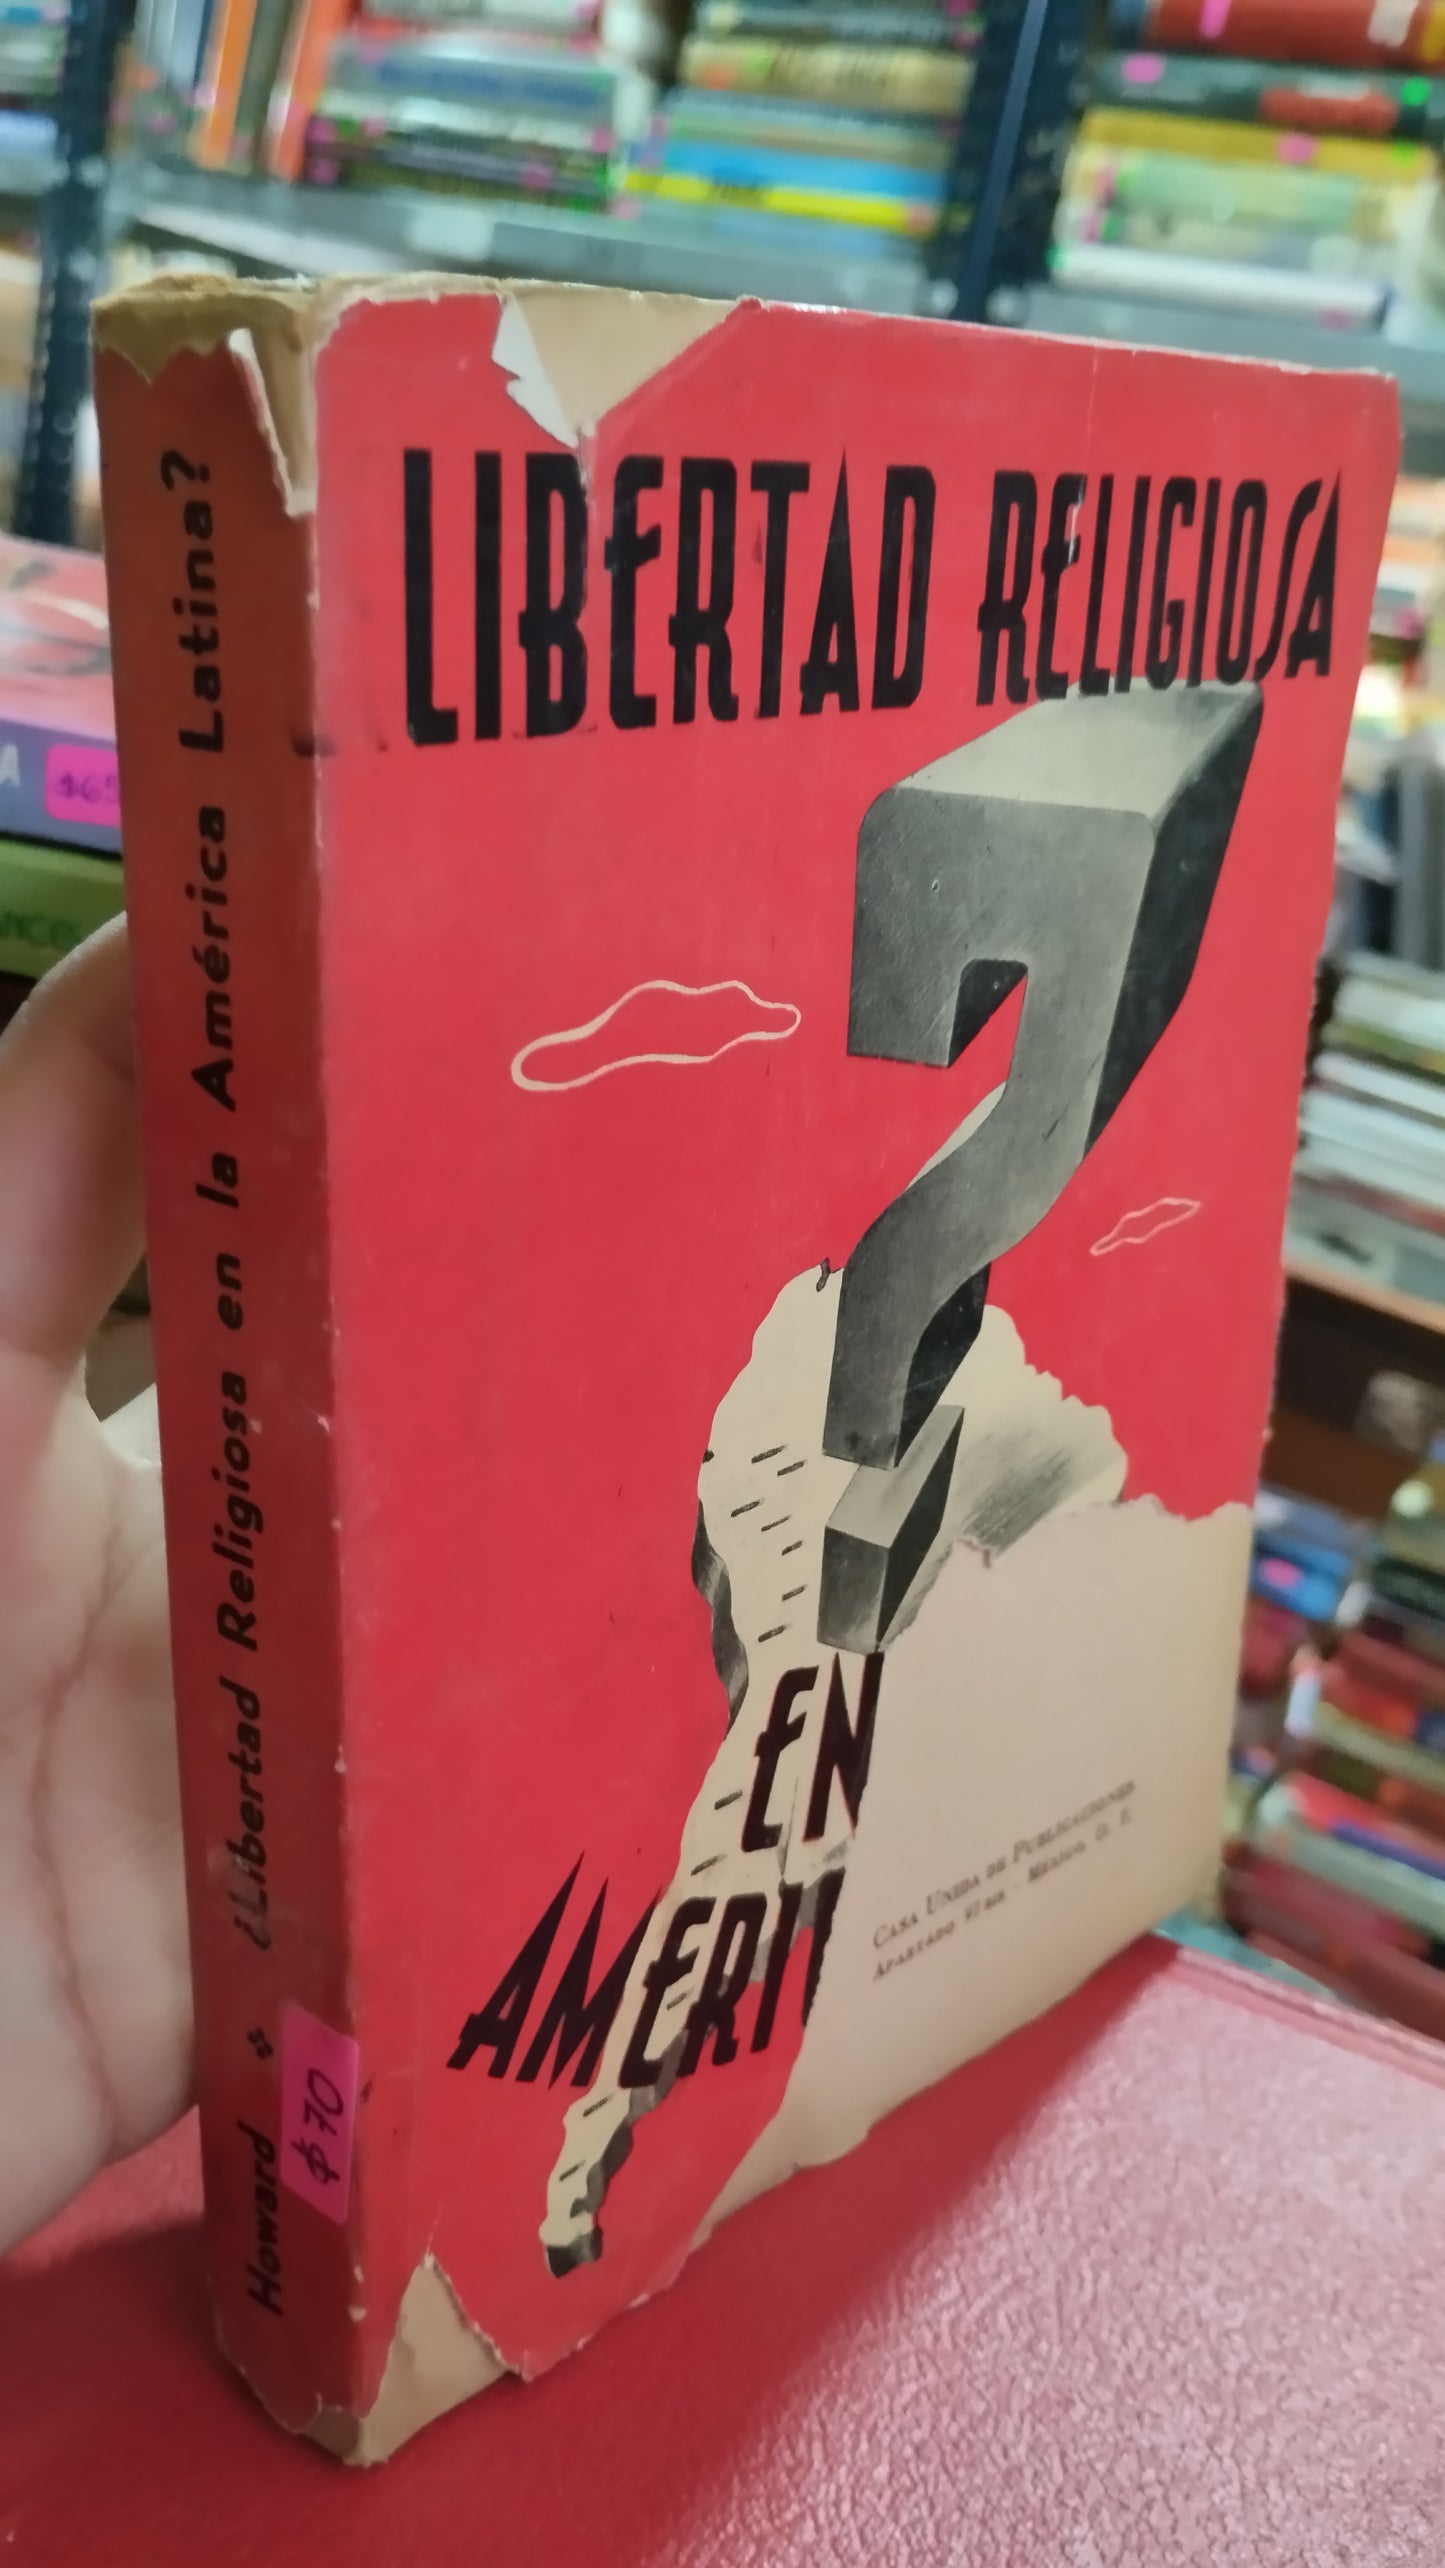 LIBERTAD RELIGIOSA
?
EN
AMERI
CASA UNIDA DE PUBLICACIONES
APARTADO 97 BIS · MÉXICO, D. F.
Howard ❖ ¿Libertad Religiosa en la América Latina?
$70
$65